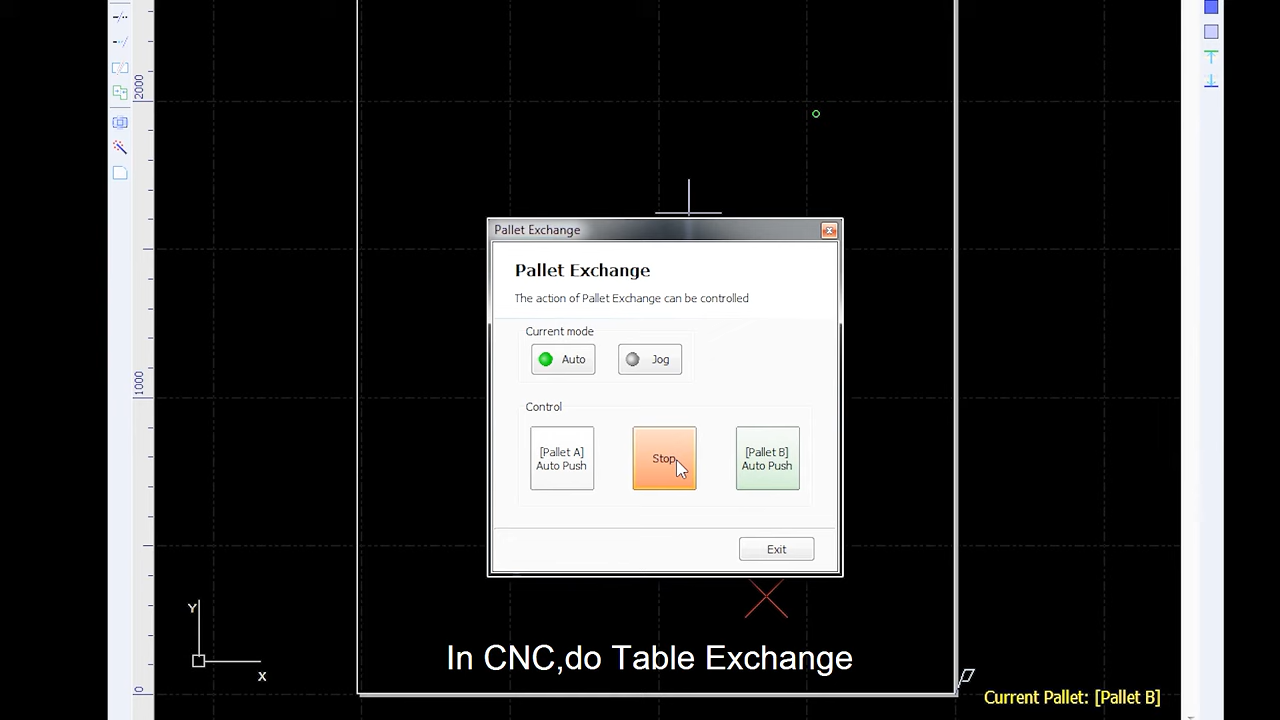 2000
Pallet Exchange
Pallet Exchange
The action of Pallet Exchange can be controlled
Current mode
Auto
Jog
1000
Control
[Pallet A]
Auto Push
Stop
[Pallet B]
Auto Push
Exit
Y
X
In CNC,do Table Exchange
0
Current Pallet: [Pallet B]